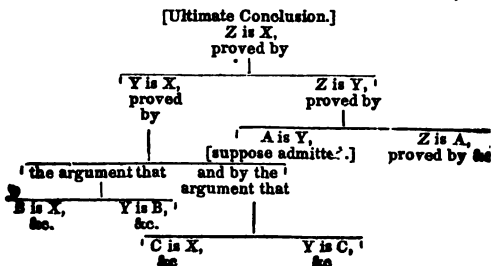 [Ultimate Conclusion.]
Z is X,
proved by
Y is X,
proved
by
Z is Y,
proved by
A is Y,
[suppose admitted.]
Z is A,
proved by &c.
the argument that
and by the
argument that
B is X,
&c.
Y is B,
&c.
C is X,
&c
Y is C,
&c